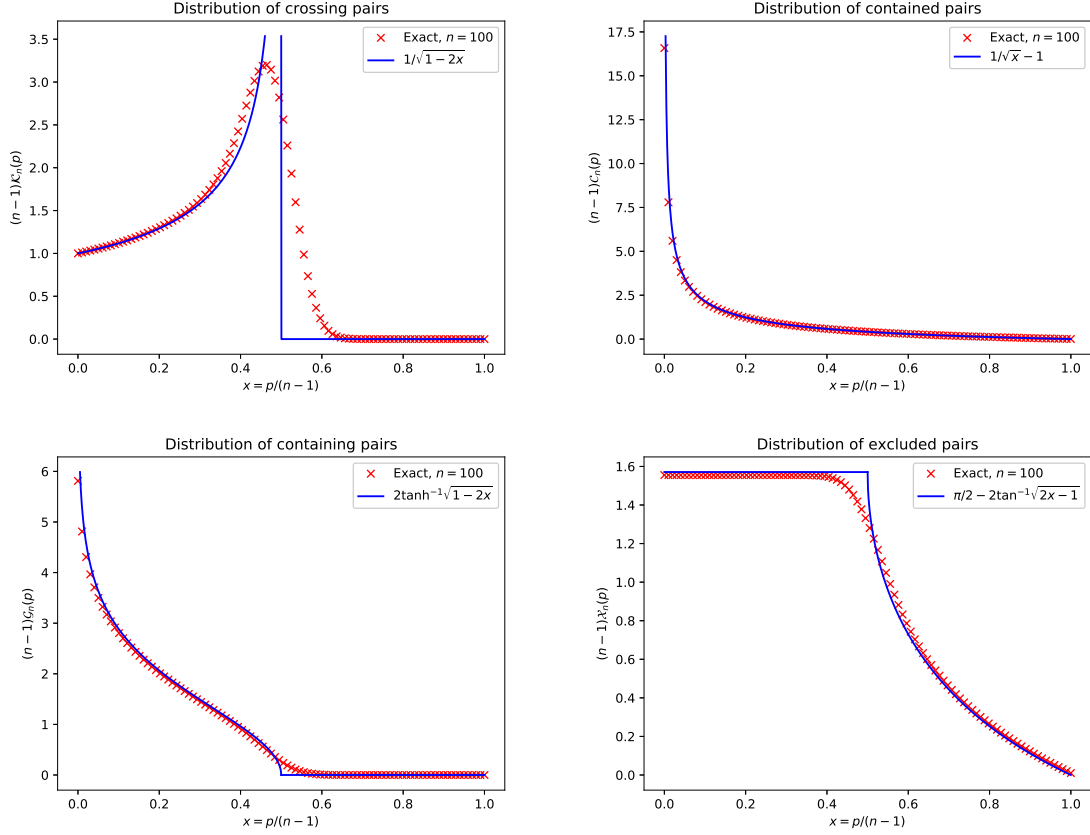 Distribution of crossing pairs
3.5
3.0
2.5
2.0
1.5
1.0
0.5
0.0
(n − 1)𝒦ₙ(p)
× Exact, n = 100
1/√1 − 2x
0.0 0.2 0.4 0.6 0.8 1.0
x = p/(n − 1)
Distribution of contained pairs
17.5
15.0
12.5
10.0
7.5
5.0
2.5
0.0
(n − 1)𝒞ₙ(p)
× Exact, n = 100
1/√x − 1
0.0 0.2 0.4 0.6 0.8 1.0
x = p/(n − 1)
Distribution of containing pairs
6
5
4
3
2
1
0
(n − 1)𝒢ₙ(p)
× Exact, n = 100
2tanh⁻¹√1 − 2x
0.0 0.2 0.4 0.6 0.8 1.0
x = p/(n − 1)
Distribution of excluded pairs
1.6
1.4
1.2
1.0
0.8
0.6
0.4
0.2
0.0
(n − 1)𝒳ₙ(p)
× Exact, n = 100
π/2 − 2tan⁻¹√2x − 1
0.0 0.2 0.4 0.6 0.8 1.0
x = p/(n − 1)